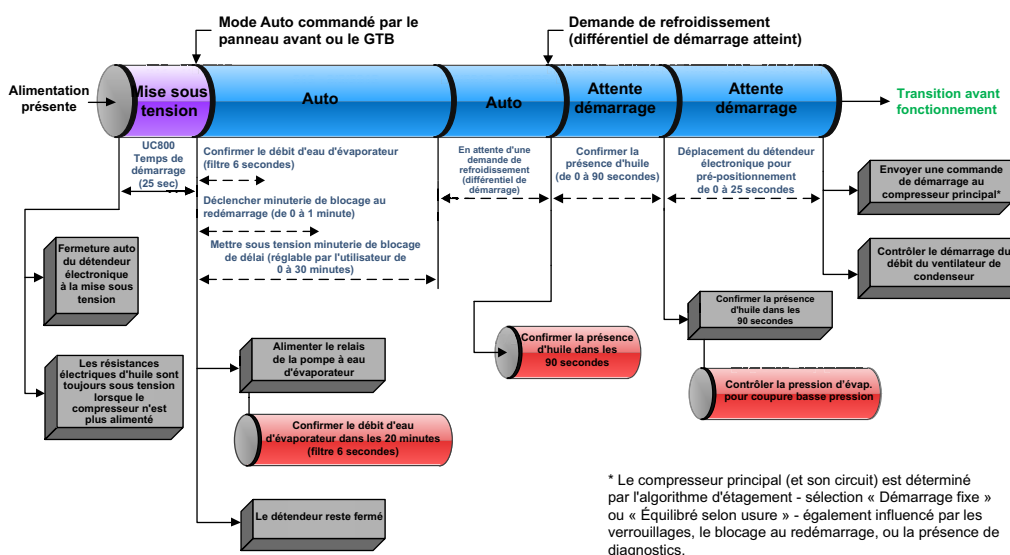 Mode Auto commandé par le
panneau avant ou le GTB
Demande de refroidissement
(différentiel de démarrage atteint)
Alimentation
présente
Mise sous
tension
Auto
Auto
Attente
démarrage
Attente
démarrage
Transition avant
fonctionnement
UC800
Temps de
démarrage
(25 sec)
Confirmer le débit d'eau d'évaporateur
(filtre 6 secondes)
Déclencher minuterie de blocage au
redémarrage (de 0 à 1 minute)
Mettre sous tension minuterie de blocage
de délai (réglable par l'utilisateur de
0 à 30 minutes)
En attente d'une
demande de
refroidissement
(différentiel de
démarrage)
Confirmer la
présence d'huile
(de 0 à 90 secondes)
Déplacement du détendeur
électronique pour
pré-positionnement
de 0 à 25 secondes
Envoyer une commande
de démarrage au
compresseur principal*
Contrôler le démarrage du
débit du ventilateur de
condenseur
Fermeture auto
du détendeur
électronique
à la mise sous
tension
Les résistances
électriques d'huile sont
toujours sous tension
lorsque le
compresseur n'est
plus alimenté
Alimenter le relais
de la pompe à eau
d'évaporateur
Confirmer le débit d'eau
d'évaporateur dans les 20 minutes
(filtre 6 secondes)
Le détendeur reste fermé
Confirmer la présence
d'huile dans les
90 secondes
Confirmer la présence
d'huile dans les
90 secondes
Contrôler la pression d'évap.
pour coupure basse pression
* Le compresseur principal (et son circuit) est déterminé
par l'algorithme d'étagement - sélection « Démarrage fixe »
ou « Équilibré selon usure » - également influencé par les
verrouillages, le blocage au redémarrage, ou la présence de
diagnostics.